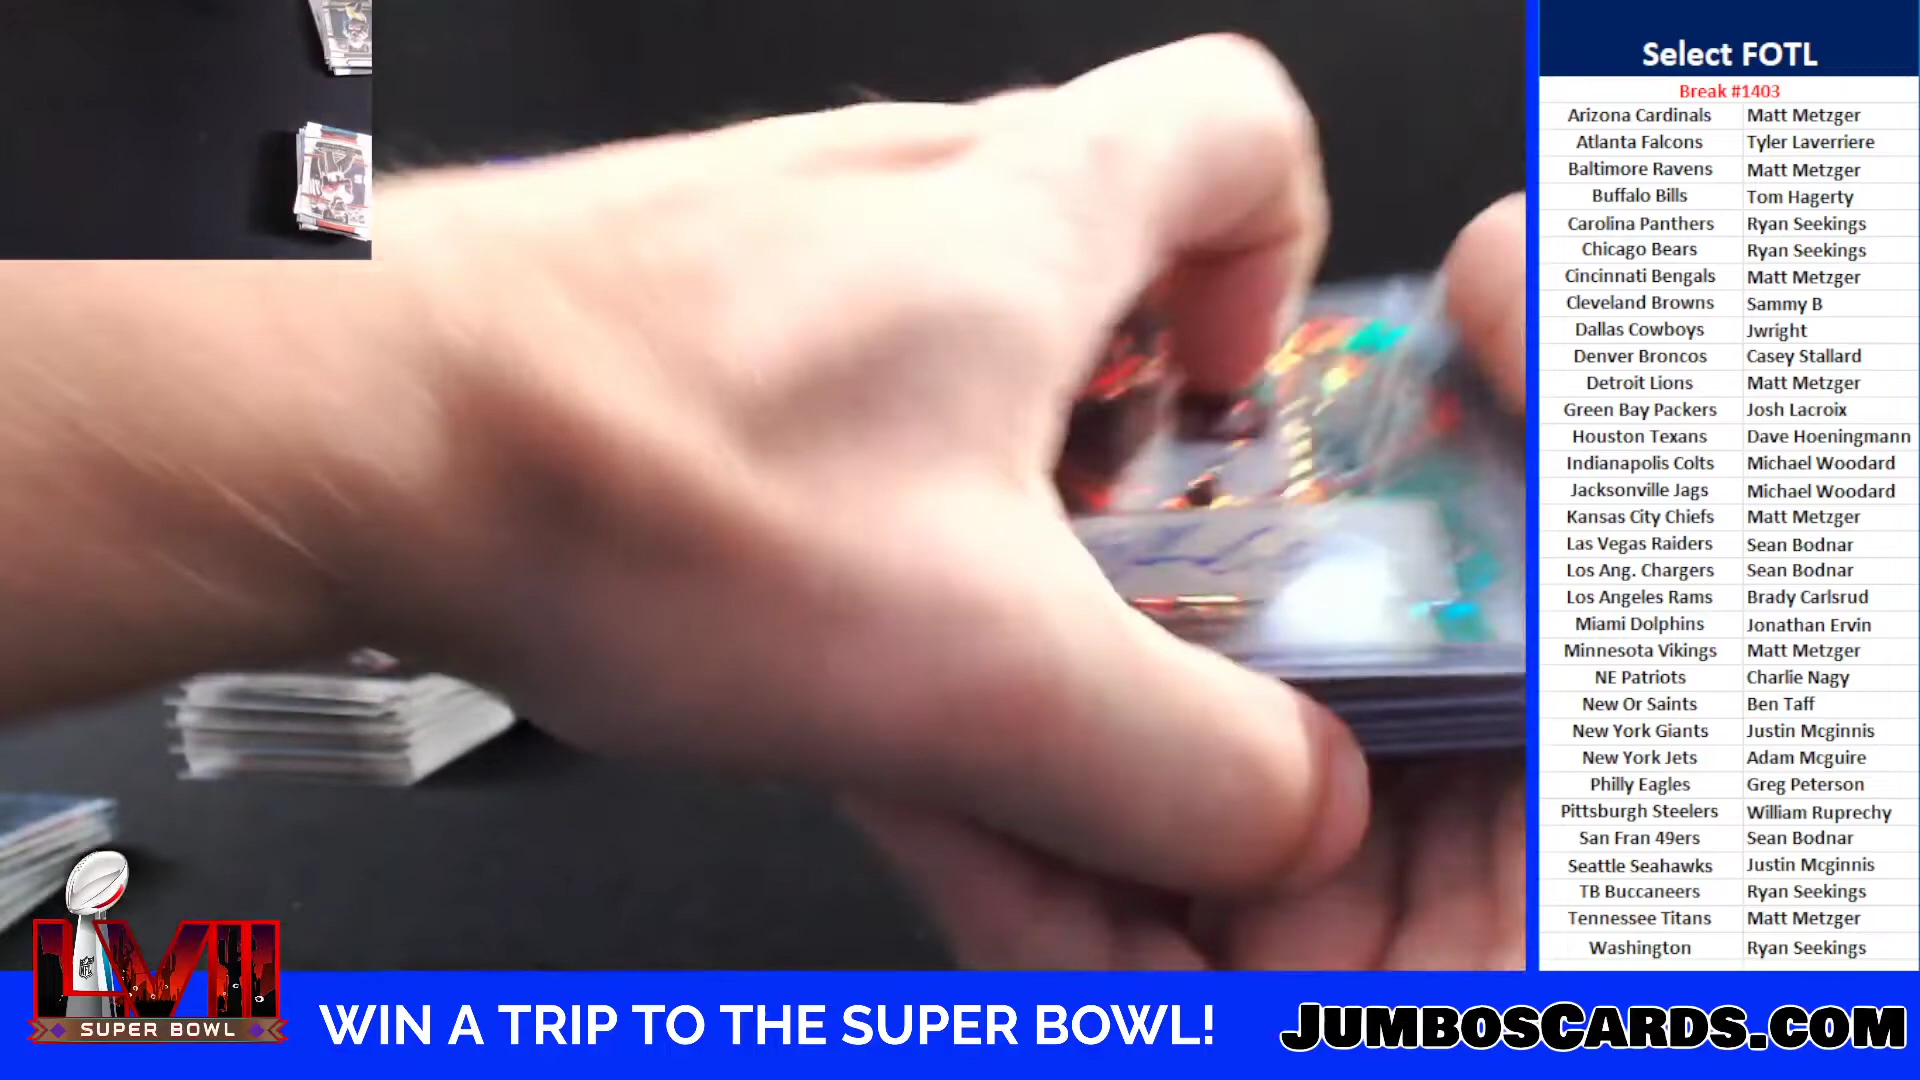 Select FOTL
Break #1403
Arizona Cardinals Matt Metzger
Atlanta Falcons Tyler Laverriere
Baltimore Ravens Matt Metzger
Buffalo Bills Tom Hagerty
Carolina Panthers Ryan Seekings
Chicago Bears Ryan Seekings
Cincinnati Bengals Matt Metzger
Cleveland Browns Sammy B
Dallas Cowboys Jwright
Denver Broncos Casey Stallard
Detroit Lions Matt Metzger
Green Bay Packers Josh Lacroix
Houston Texans Dave Hoeningmann
Indianapolis Colts Michael Woodard
Jacksonville Jags Michael Woodard
Kansas City Chiefs Matt Metzger
Las Vegas Raiders Sean Bodnar
Los Ang. Chargers Sean Bodnar
Los Angeles Rams Brady Carlsrud
Miami Dolphins Jonathan Ervin
Minnesota Vikings Matt Metzger
NE Patriots Charlie Nagy
New Or Saints Ben Taff
New York Giants Justin Mcginnis
New York Jets Adam Mcguire
Philly Eagles Greg Peterson
Pittsburgh Steelers William Ruprechy
San Fran 49ers Sean Bodnar
Seattle Seahawks Justin Mcginnis
TB Buccaneers Ryan Seekings
Tennessee Titans Matt Metzger
Washington Ryan Seekings
LVII
NFL
SUPER BOWL
WIN A TRIP TO THE SUPER BOWL!
JUMBOSCARDS.COM